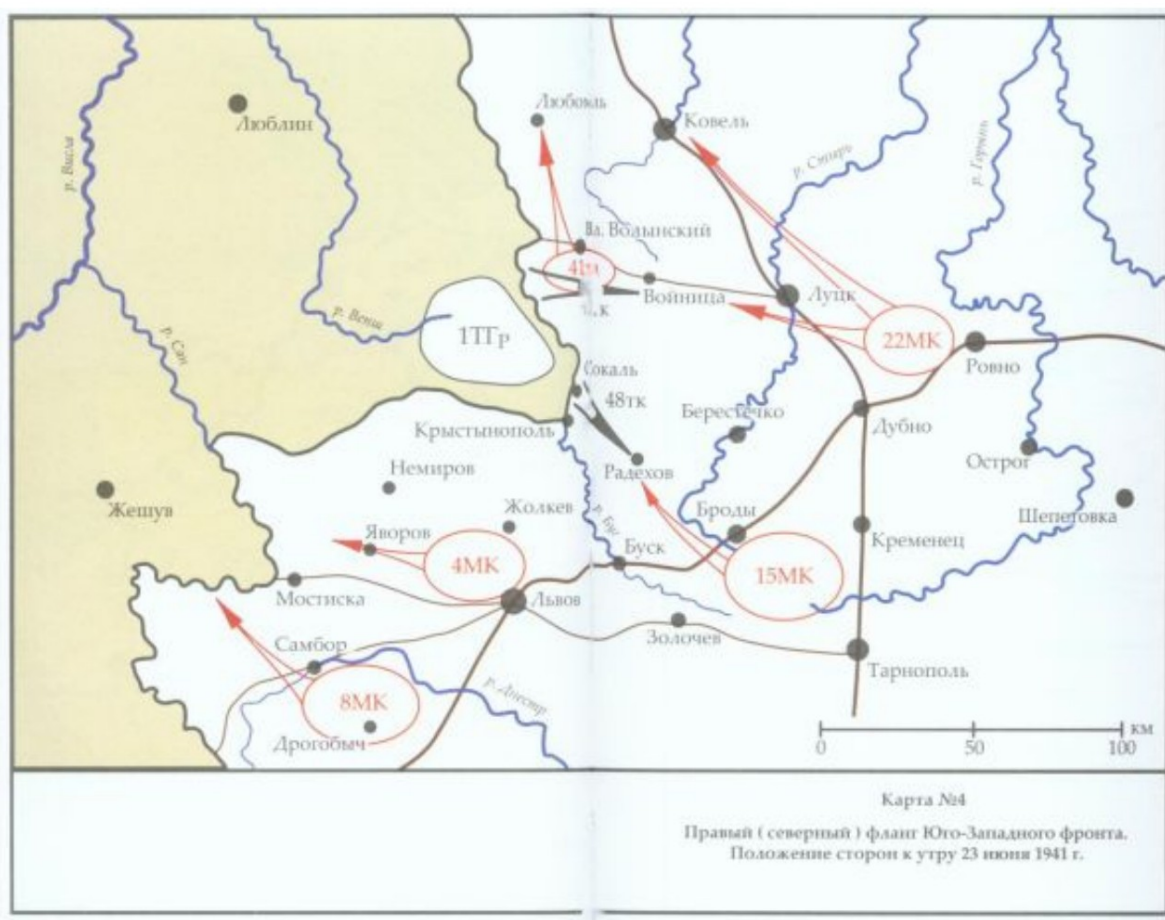 Люблин
Любомль
Ковель
р. Висла
р. Стырь
р. Горынь
Вл. Волынский
41тд
Войница
Луцк
р. Вепш
1ТГр
22МК
Ровно
р. Сан
Сокаль
48тк
Крыстынополь
Берестечко
Дубно
Немиров
Радехов
Острог
Жешув
Жолкев
р. Буг
Броды
Шепетовка
Яворов
4МК
Буск
15МК
Кременец
Мостиска
Львов
Золочев
Самбор
Тарнополь
8МК
р. Днестр
Дрогобыч
км
0 50 100
Карта №4
Правый ( северный ) фланг Юго-Западного фронта.
Положение сторон к утру 23 июня 1941 г.